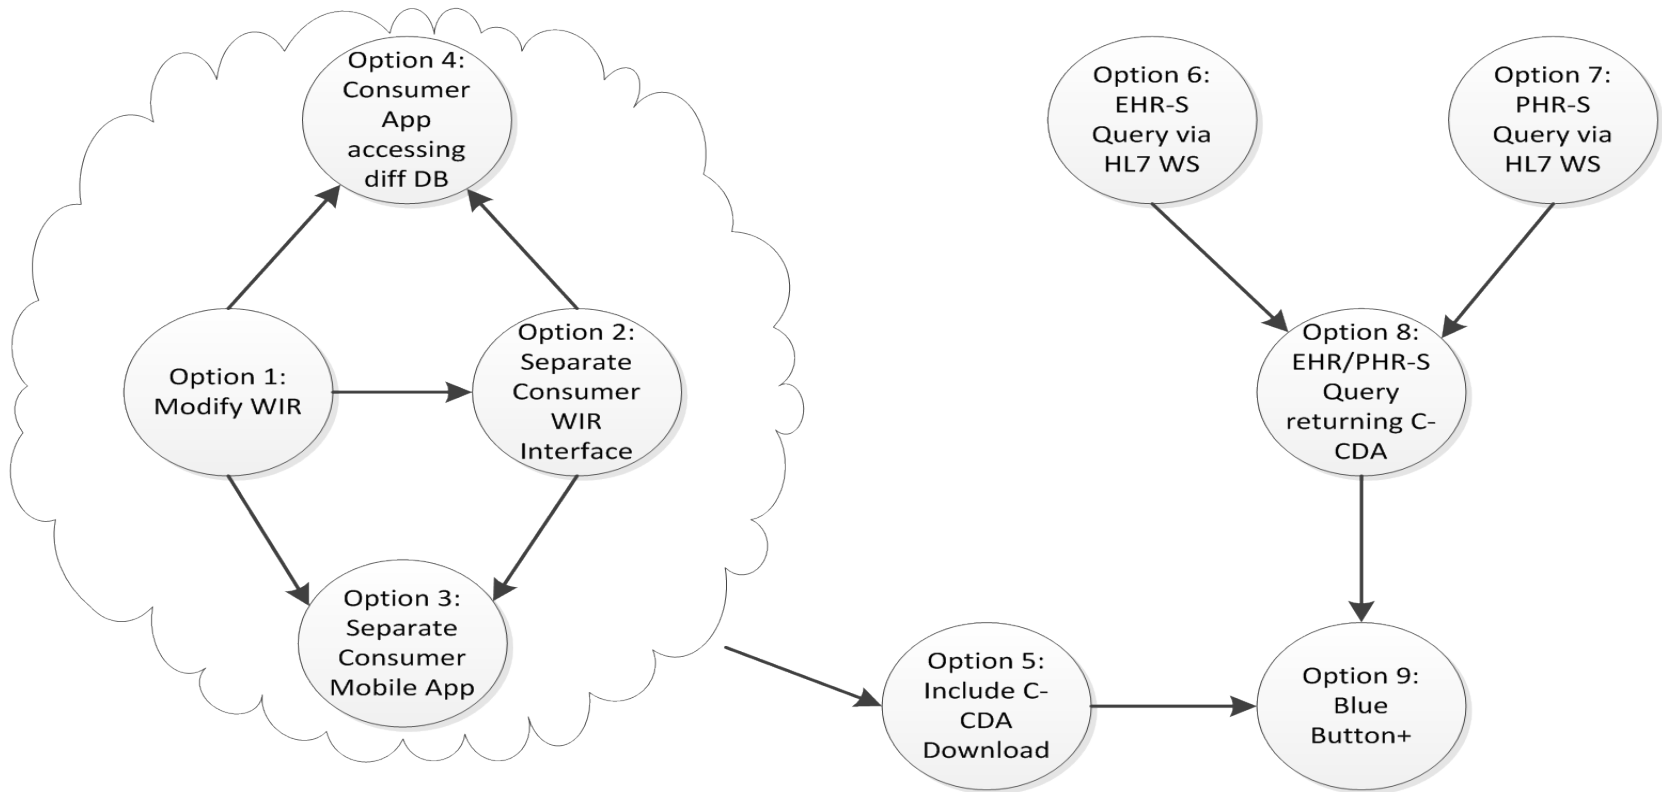 Option 4:
Consumer
App
accessing
diff DB
Option 6:
EHR-S
Query via
HL7 WS
Option 7:
PHR-S
Query via
HL7 WS
Option 1:
Modify WIR
Option 2:
Separate
Consumer
WIR
Interface
Option 8:
EHR/PHR-S
Query
returning C-
CDA
Option 3:
Separate
Consumer
Mobile App
Option 5:
Include C-
CDA
Download
Option 9:
Blue
Button+